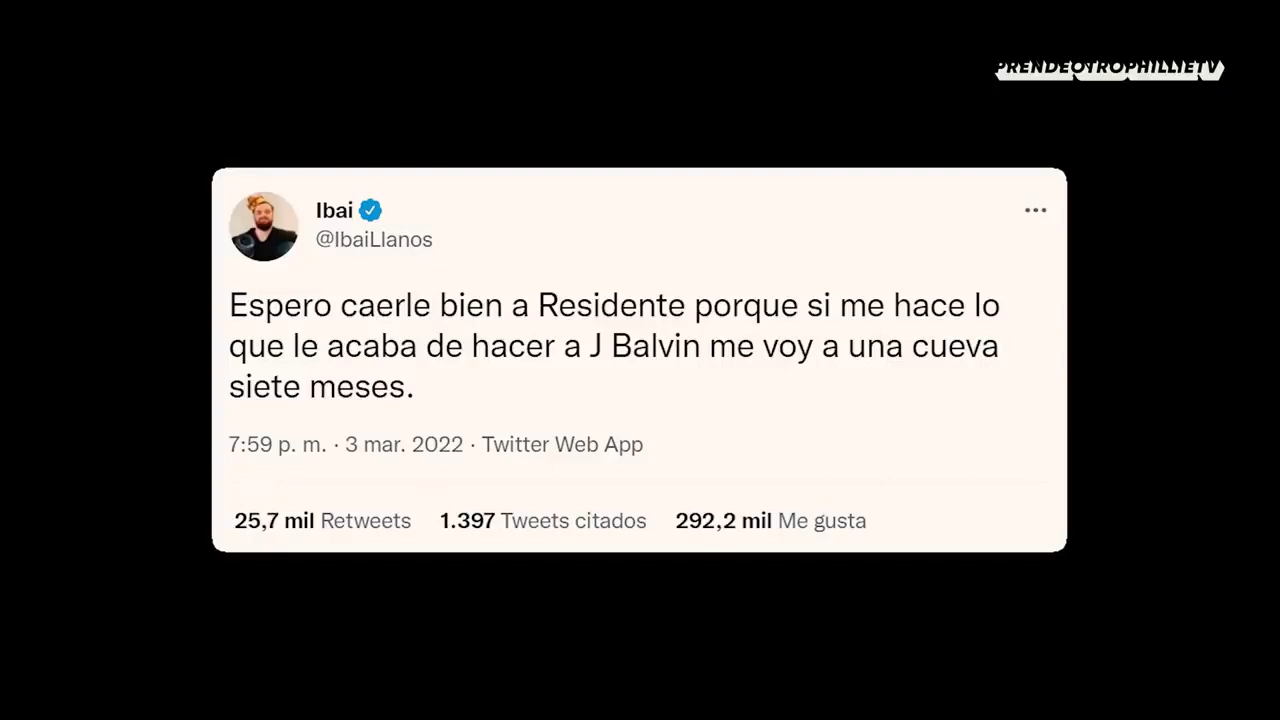 PRENDEOTROPHILLIETV
Ibai
@IbaiLlanos
Espero caerle bien a Residente porque si me hace lo
que le acaba de hacer a J Balvin me voy a una cueva
siete meses.
7:59 p. m. · 3 mar. 2022 · Twitter Web App
25,7 mil Retweets 1.397 Tweets citados 292,2 mil Me gusta